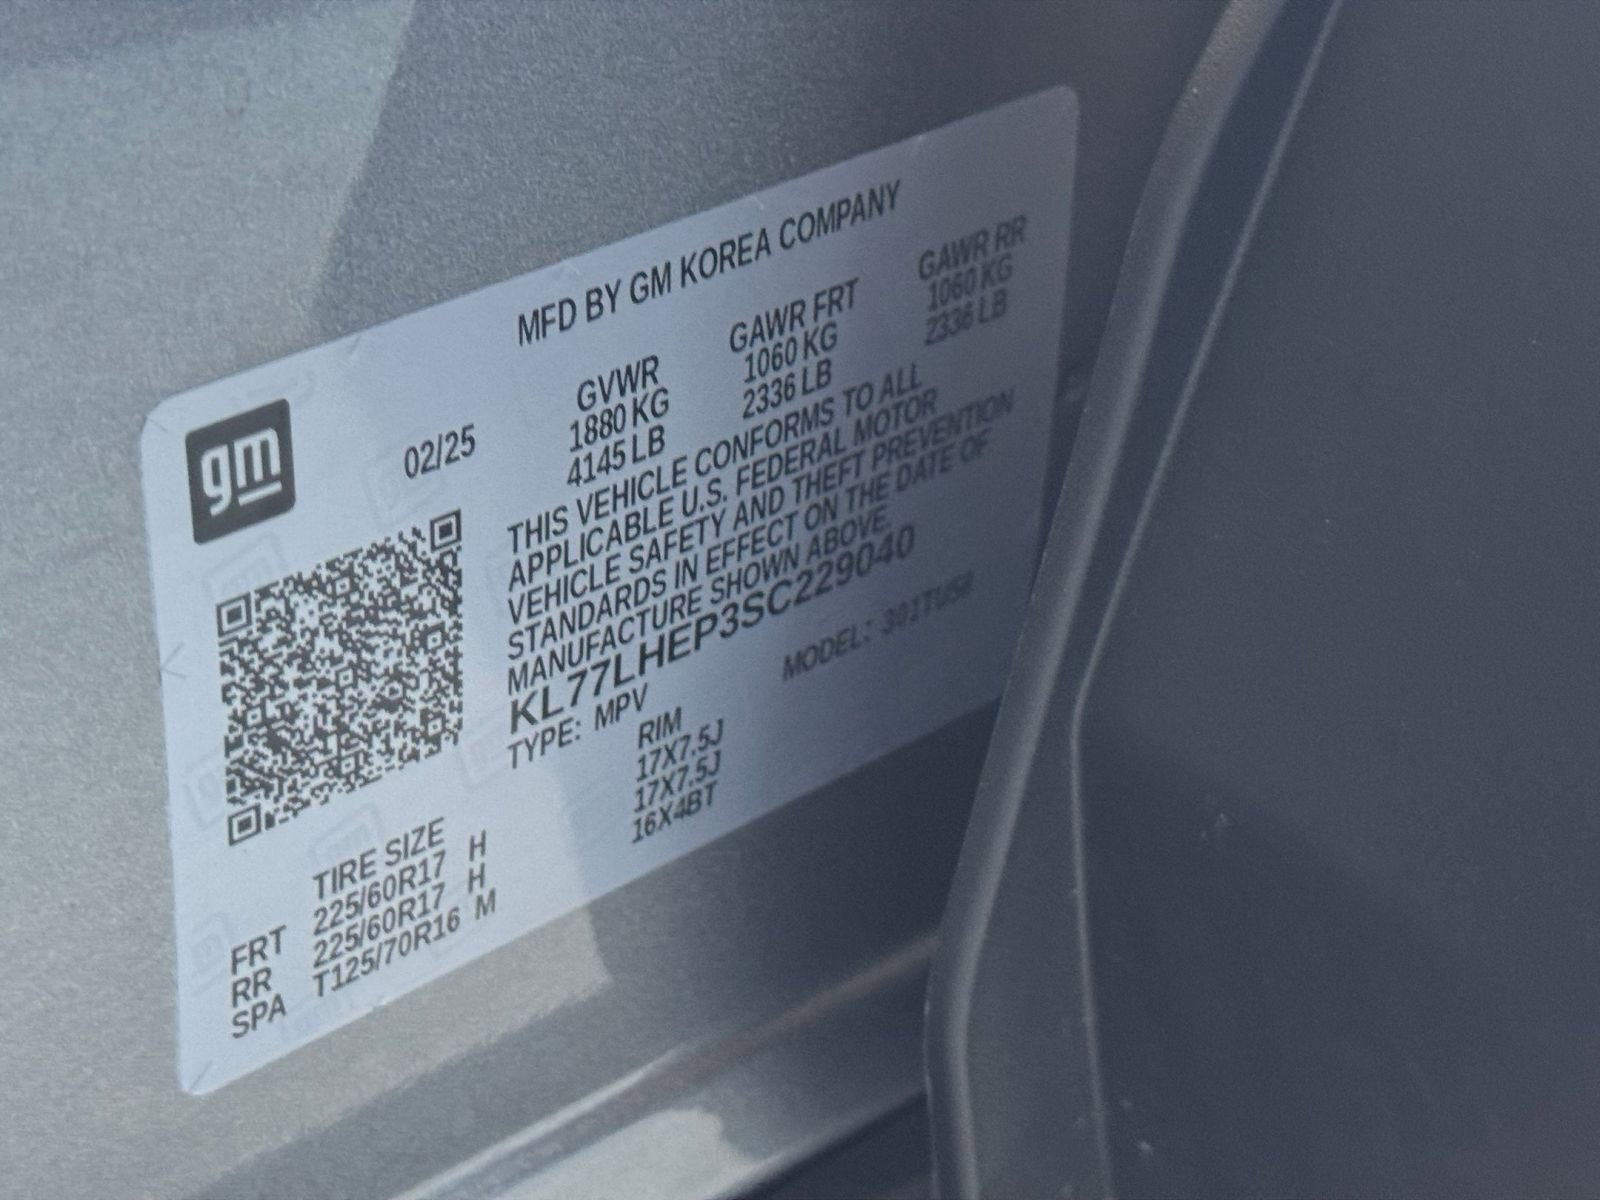 MFD BY GM KOREA COMPANY
gm
02/25
GVWR GAWR FRT GAWR RR
1880 KG 1060 KG 1060 KG
4145 LB 2336 LB 2336 LB
THIS VEHICLE CONFORMS TO ALL
APPLICABLE U.S. FEDERAL MOTOR
VEHICLE SAFETY AND THEFT PREVENTION
STANDARDS IN EFFECT ON THE DATE OF
MANUFACTURE SHOWN ABOVE.
KL77LHEP3SC229040
TYPE: MPV MODEL:
TIRE SIZE RIM
FRT 225/60R17 H 17X7.5J
RR 225/60R17 H 17X7.5J
SPA T125/70R16 M 16X4BT